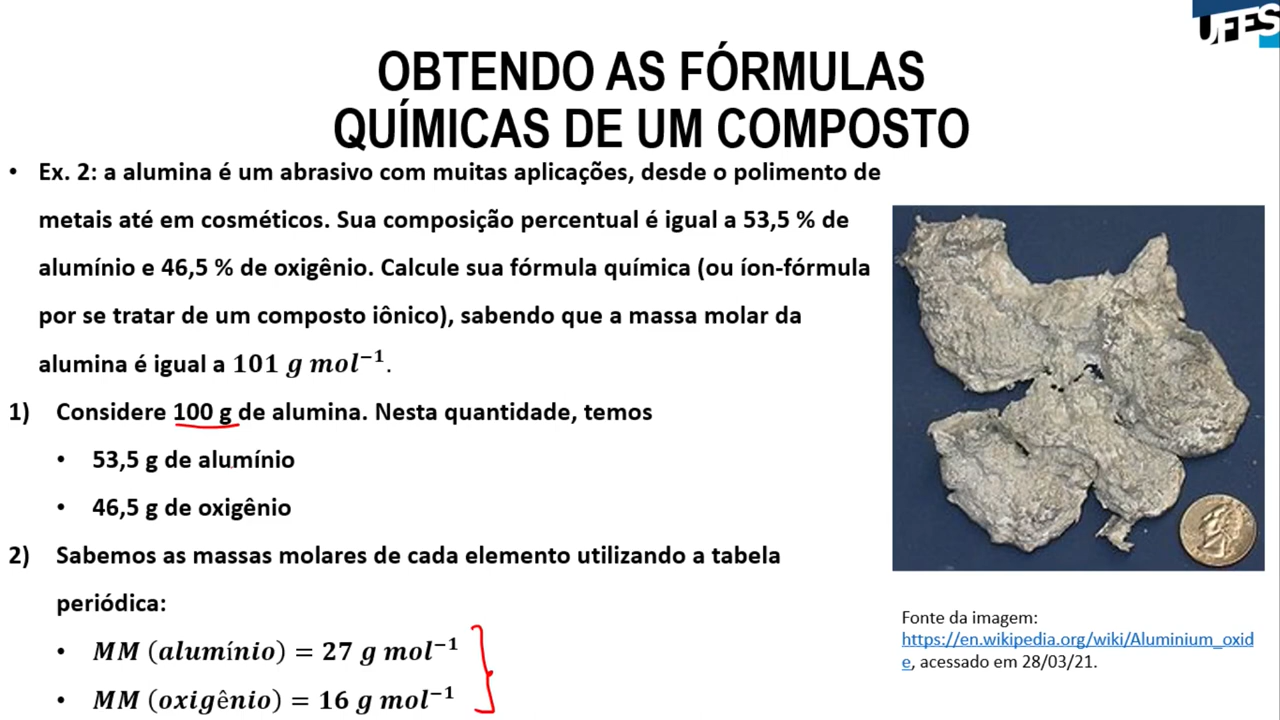 UFES
OBTENDO AS FÓRMULAS
QUÍMICAS DE UM COMPOSTO
• Ex. 2: a alumina é um abrasivo com muitas aplicações, desde o polimento de
metais até em cosméticos. Sua composição percentual é igual a 53,5 % de
alumínio e 46,5 % de oxigênio. Calcule sua fórmula química (ou íon-fórmula
por se tratar de um composto iônico), sabendo que a massa molar da
alumina é igual a 101 g mol⁻¹.
1) Considere 100 g de alumina. Nesta quantidade, temos
• 53,5 g de alumínio
• 46,5 g de oxigênio
2) Sabemos as massas molares de cada elemento utilizando a tabela
periódica:
• MM (alumínio) = 27 g mol⁻¹
• MM (oxigênio) = 16 g mol⁻¹
Fonte da imagem:
https://en.wikipedia.org/wiki/Aluminium_oxid
e, acessado em 28/03/21.